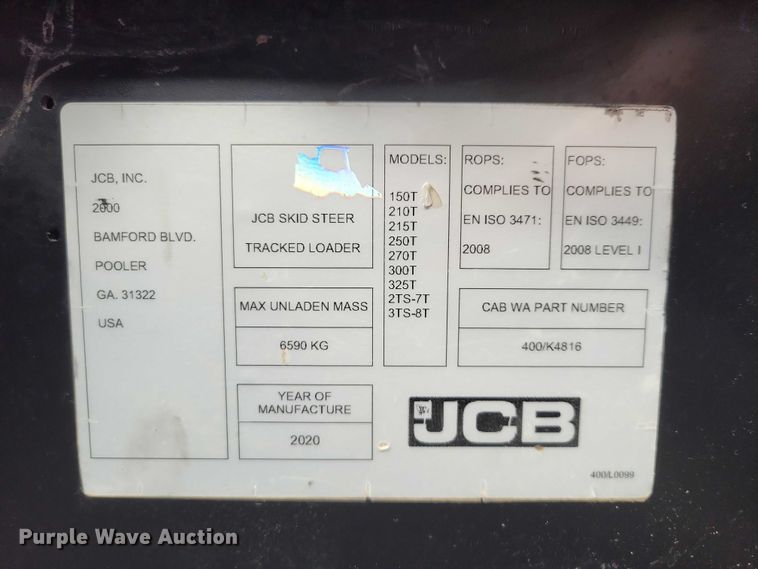 JCB, INC.
2000
BAMFORD BLVD.
POOLER
GA. 31322
USA
JCB SKID STEER
TRACKED LOADER
MAX UNLADEN MASS
6590 KG
YEAR OF
MANUFACTURE
2020
MODELS:
150T
210T
215T
250T
270T
300T
325T
2TS-7T
3TS-8T
ROPS:
COMPLIES TO
EN ISO 3471:
2008
FOPS:
COMPLIES TO
EN ISO 3449:
2008 LEVEL I
CAB WA PART NUMBER
400/K4816
JCB
400/L0099
Purple Wave Auction